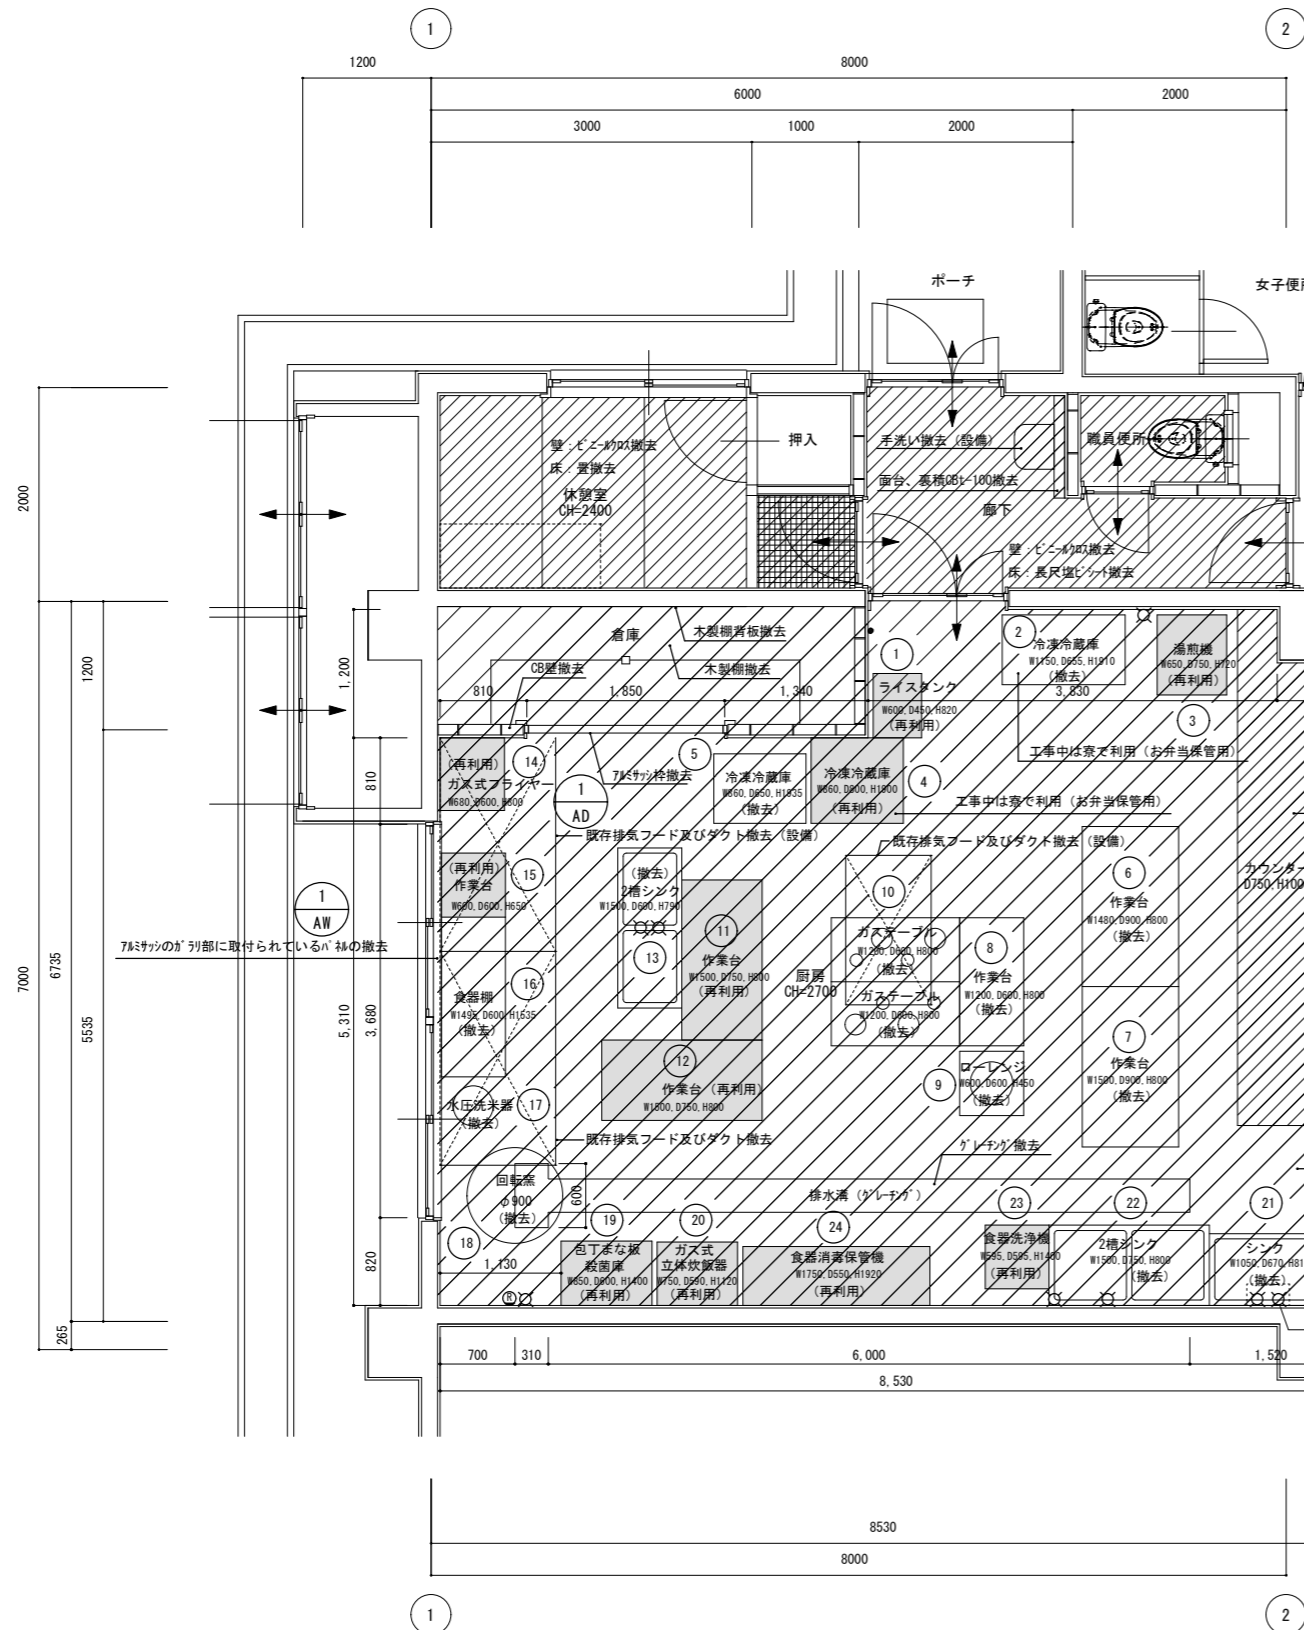 1
2
1200
8000
6000
2000
3000
1000
2000
ポーチ
女子便所
壁：ビニールクロス撤去
床：畳撤去
休憩室
CH=2400
押入
手洗い撤去（設備）
面台、裏積CBt-100撤去
職員便所
廊下
壁：ビニールクロス撤去
床：長尺塩ビシート撤去
2000
1200
7000
6735
5535
265
1,200
810
5,310
3,680
820
倉庫
木製棚背板撤去
CB壁撤去
木製棚撤去
810
1,850
1,340
3,830
1
ライスタンク
W600,D450,H820
（再利用）
2
冷凍冷蔵庫
W1150,D655,H1910
（撤去）
湯煎機
W650,D750,H720
（再利用）
3
工事中は寮で利用（お弁当保管用）
（再利用）
ガス式フライヤー
W680,D600,H800
14
1
AD
アルミサッシ枠撤去
5
冷凍冷蔵庫
W860,D650,H1835
（撤去）
冷凍冷蔵庫
W860,D800,H1900
（再利用）
4
工事中は寮で利用（お弁当保管用）
既存排気フード及びダクト撤去（設備）
既存排気フード及びダクト撤去（設備）
（再利用）
作業台
W600,D600,H650
15
（撤去）
2槽シンク
W1500,D600,H790
13
11
作業台
W1500,D750,H800
（再利用）
10
ガステーブル
W1200,D600,H800
（撤去）
ガステーブル
W1200,D600,H800
（撤去）
厨房
CH=2700
8
作業台
W1200,D600,H800
（撤去）
6
作業台
W1480,D900,H800
（撤去）
カウンター
D750,H100
1
AW
アルミサッシのガラリ部に取付られているパネルの撤去
食器棚
W1495,D600,H1535
（撤去）
16
12
作業台（再利用）
W1500,D750,H800
9
ローレンジ
W600,D600,H450
（撤去）
7
作業台
W1500,D900,H800
（撤去）
水圧洗米器
（撤去）
17
既存排気フード及びダクト撤去
グレーチング撤去
回転窯
φ900
（撤去）
600
18
1,130
排水溝（グレーチング）
19
包丁まな板
殺菌庫
W850,D600,H1400
（再利用）
20
ガス式
立体炊飯器
W750,D590,H1120
（再利用）
24
食器消毒保管機
W1750,D550,H1920
（再利用）
23
食器洗浄機
W595,D595,H1400
（再利用）
22
2槽シンク
W1500,D750,H800
（撤去）
21
シンク
W1050,D670,H81
（撤去）
R
700
310
6,000
1,520
8,530
8530
8000
1
2